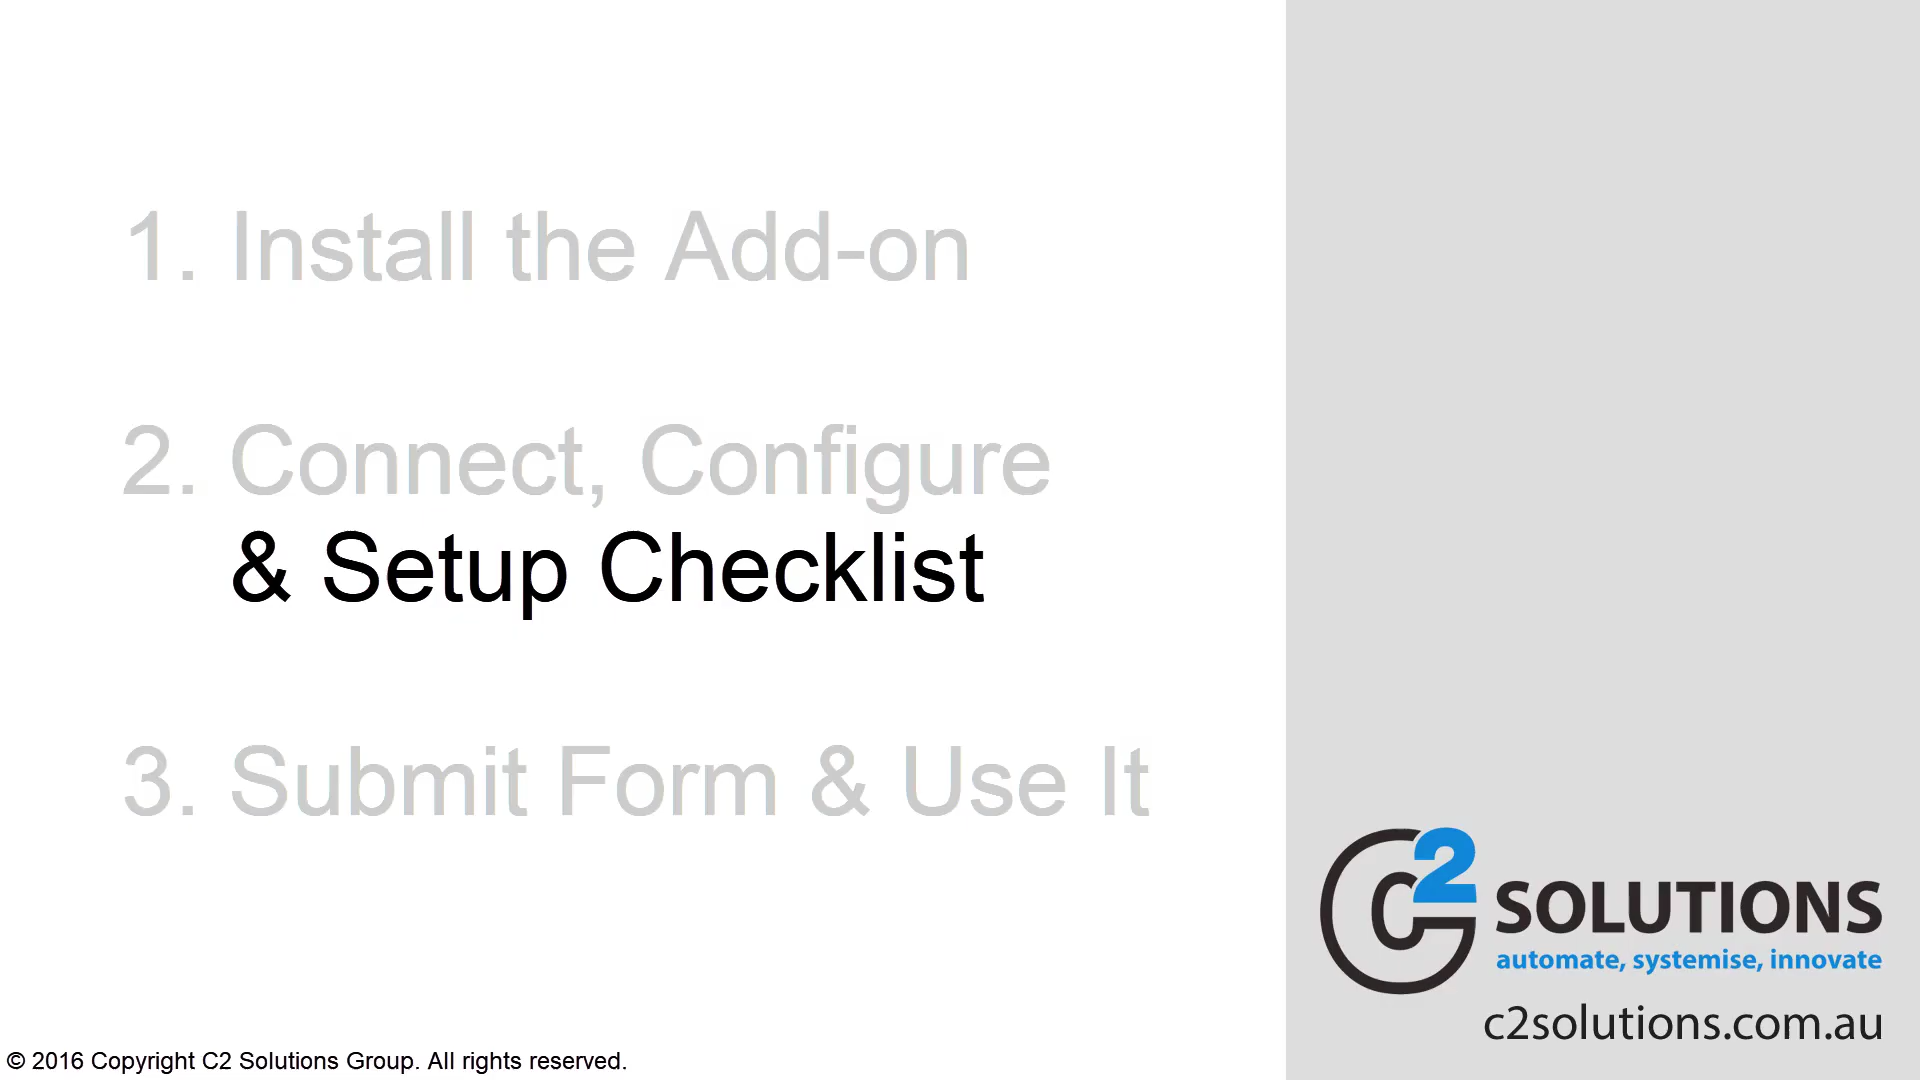 1. Install the Add-on
2. Connect, Configure
& Setup Checklist
3. Submit Form & Use It
C2 SOLUTIONS
automate, systemise, innovate
c2solutions.com.au
© 2016 Copyright C2 Solutions Group. All rights reserved.